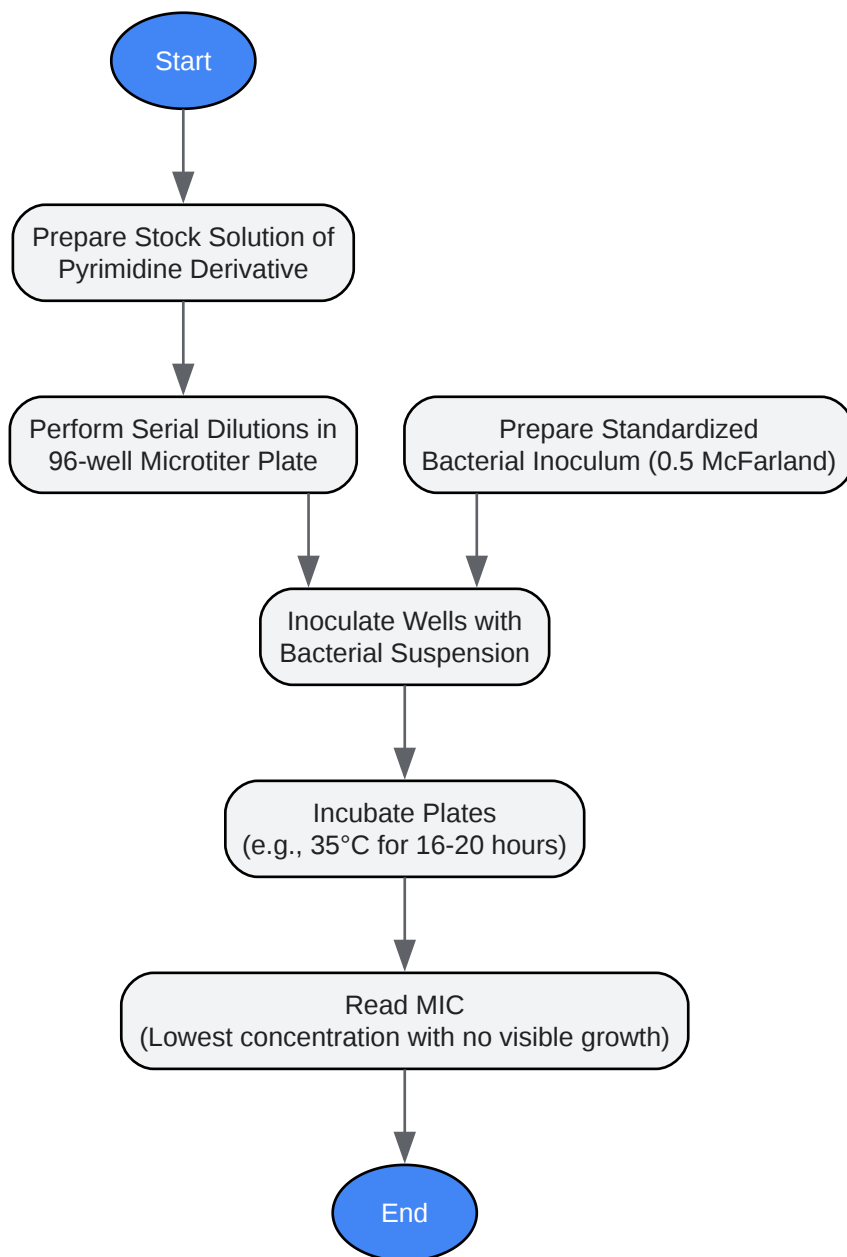 Start
Prepare Stock Solution of
Pyrimidine Derivative
Perform Serial Dilutions in
96-well Microtiter Plate
Prepare Standardized
Bacterial Inoculum (0.5 McFarland)
Inoculate Wells with
Bacterial Suspension
Incubate Plates
(e.g., 35°C for 16-20 hours)
Read MIC
(Lowest concentration with no visible growth)
End